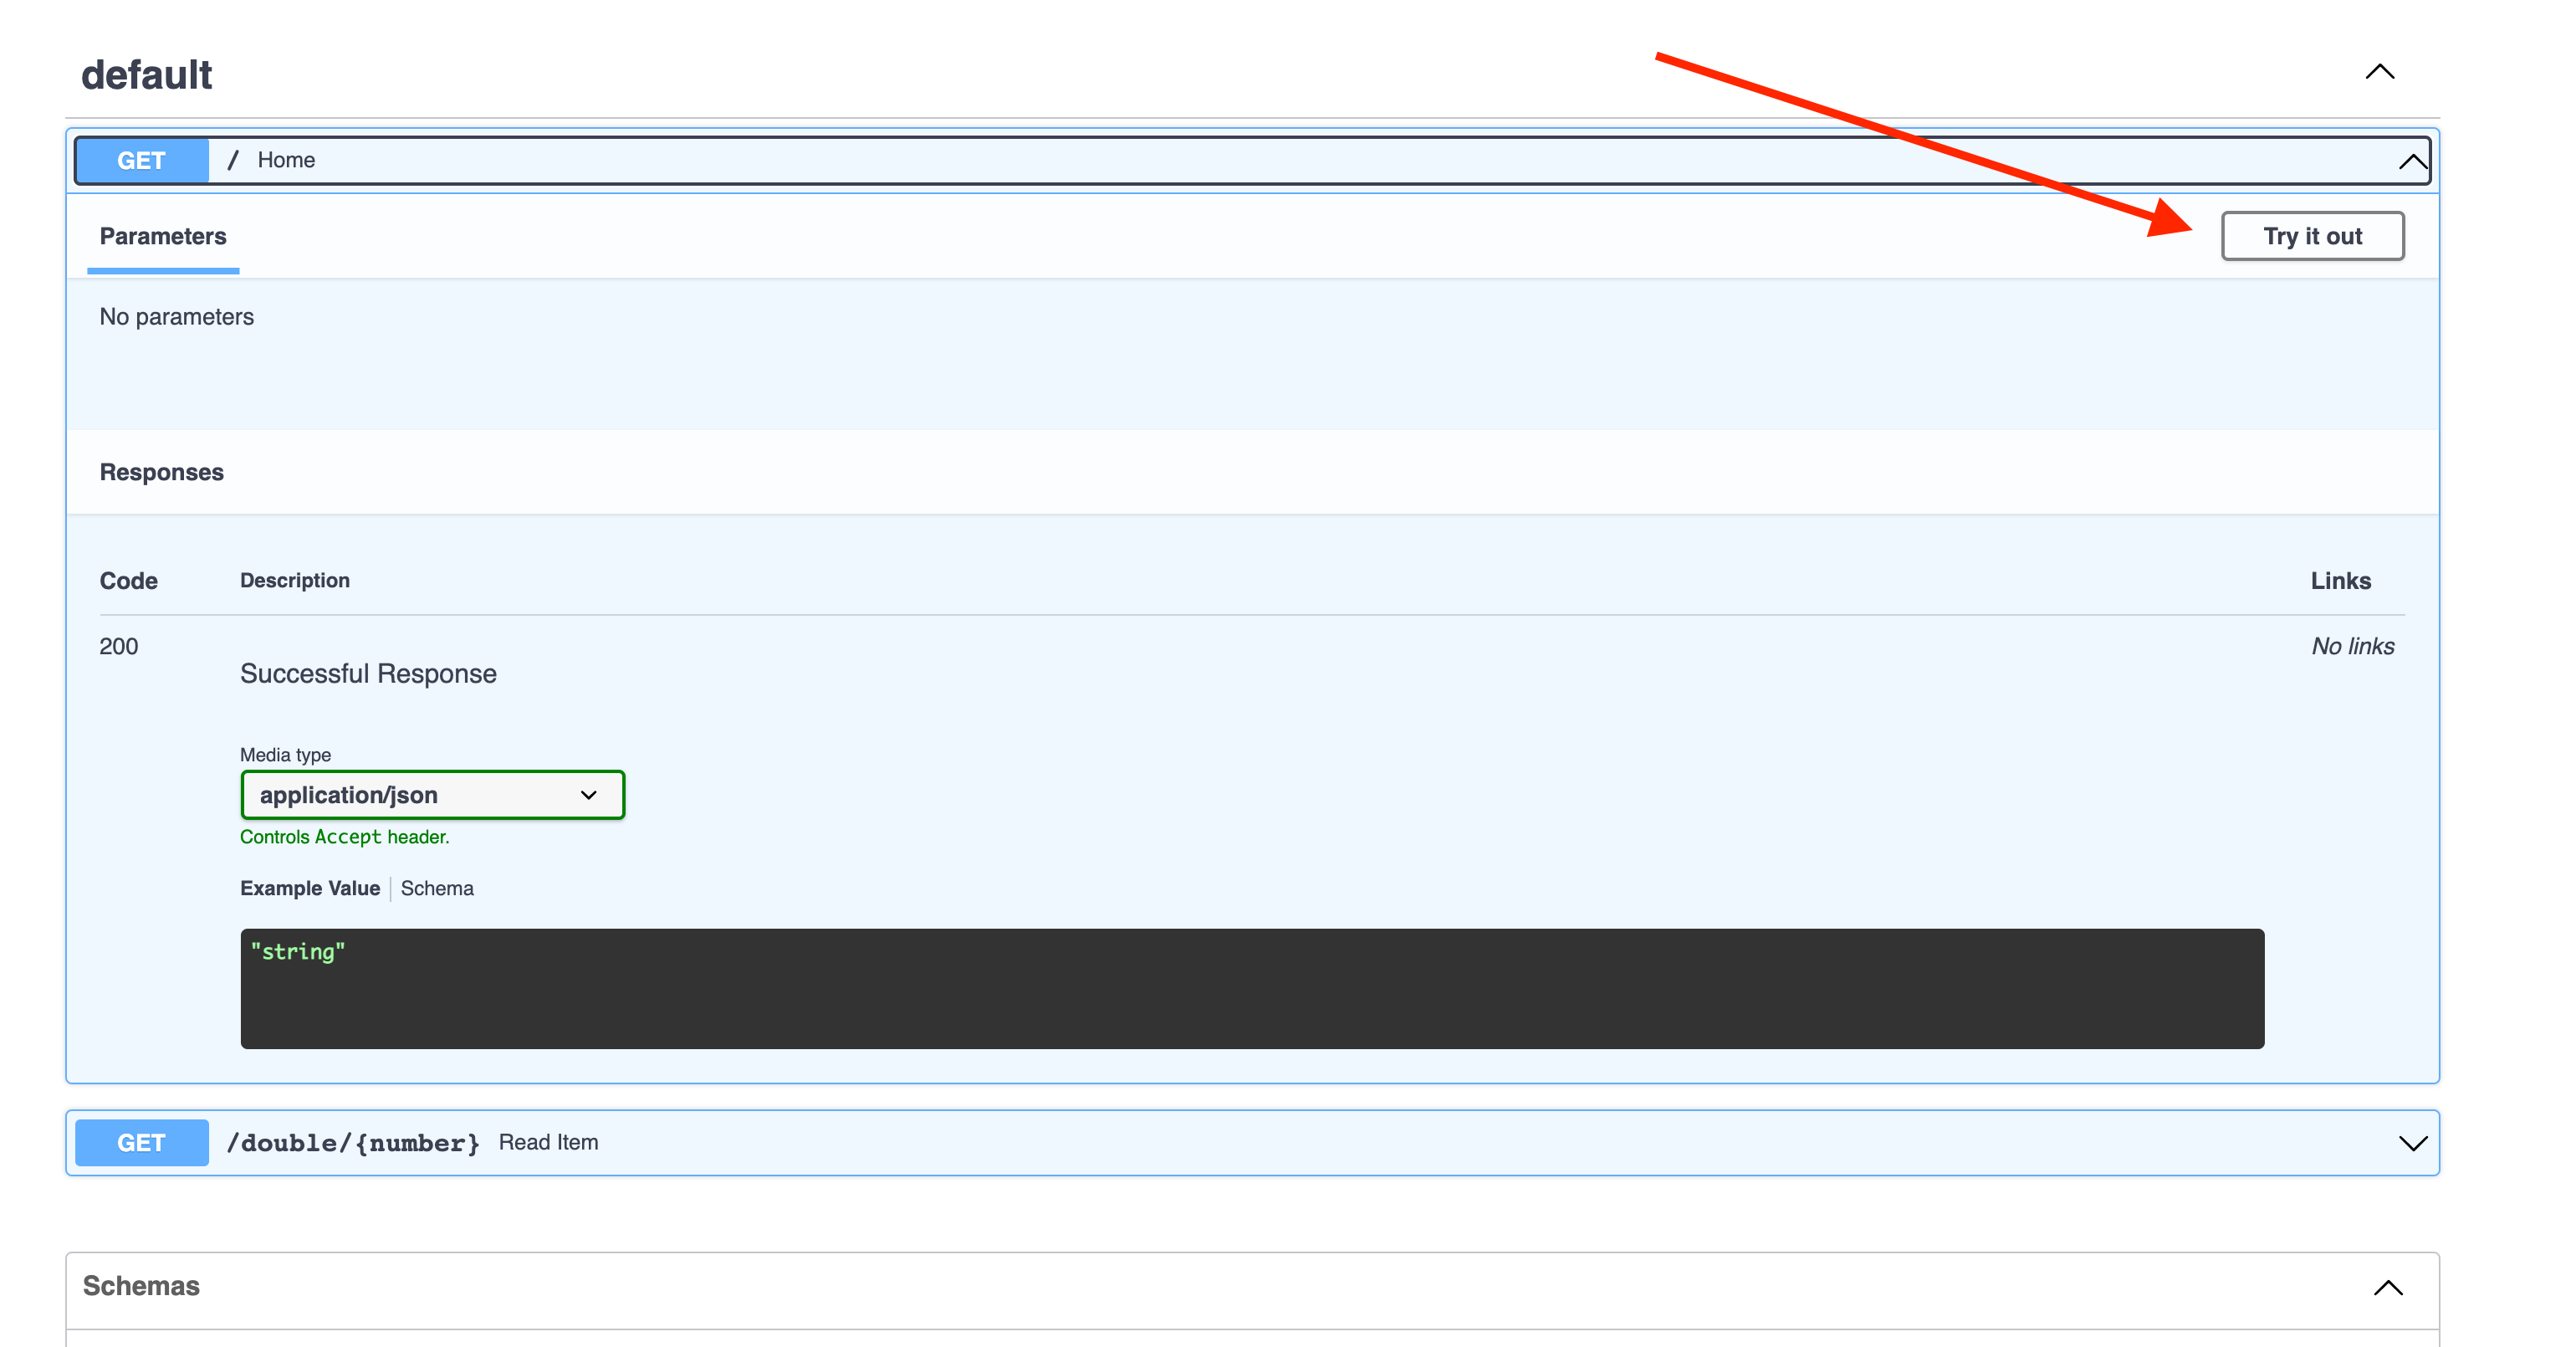 default
GET / Home
Parameters
Try it out
No parameters
Responses
Code Description Links
200 Successful Response No links
Media type
application/json
Controls Accept header.
Example Value Schema
"string"
GET /double/{number} Read Item
Schemas